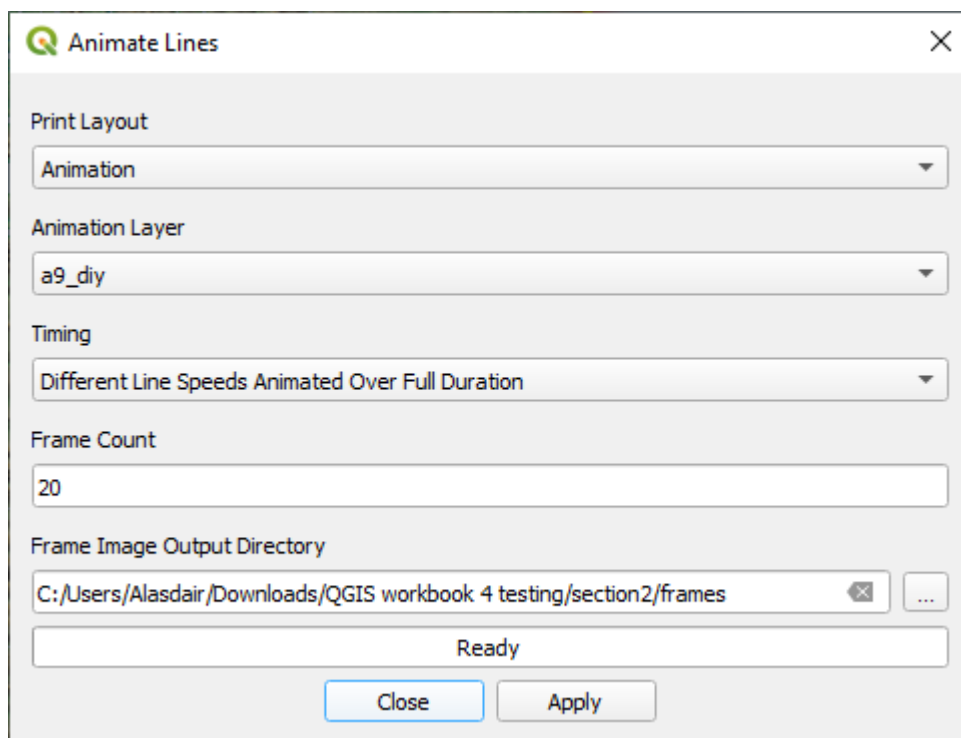 Animate Lines
Print Layout
Animation
Animation Layer
a9_diy
Timing
Different Line Speeds Animated Over Full Duration
Frame Count
20
Frame Image Output Directory
C:/Users/Alasdair/Downloads/QGIS workbook 4 testing/section2/frames
...
Ready
Close
Apply